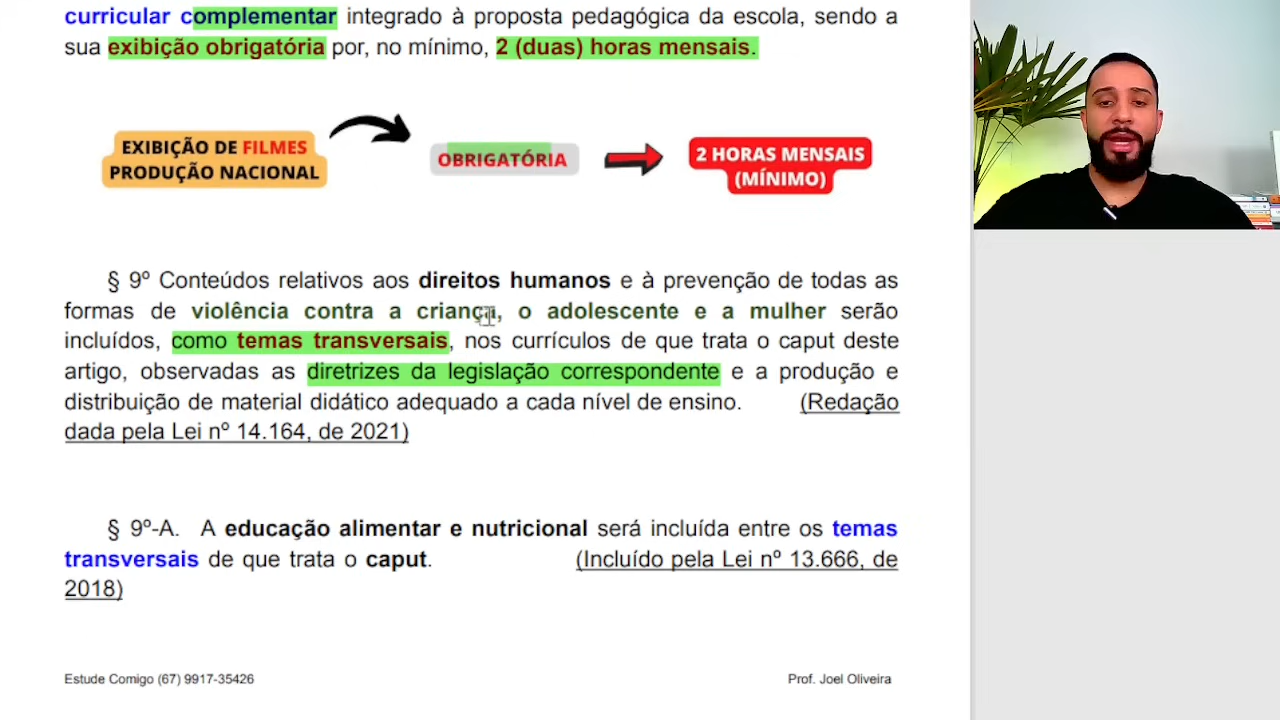 curricular complementar integrado à proposta pedagógica da escola, sendo a
sua exibição obrigatória por, no mínimo, 2 (duas) horas mensais.
EXIBIÇÃO DE FILMES
PRODUÇÃO NACIONAL
OBRIGATÓRIA
2 HORAS MENSAIS
(MÍNIMO)
§ 9º Conteúdos relativos aos direitos humanos e à prevenção de todas as
formas de violência contra a criança, o adolescente e a mulher serão
incluídos, como temas transversais, nos currículos de que trata o caput deste
artigo, observadas as diretrizes da legislação correspondente e a produção e
distribuição de material didático adequado a cada nível de ensino. (Redação
dada pela Lei nº 14.164, de 2021)
§ 9º-A. A educação alimentar e nutricional será incluída entre os temas
transversais de que trata o caput. (Incluído pela Lei nº 13.666, de
2018)
Estude Comigo (67) 9917-35426
Prof. Joel Oliveira